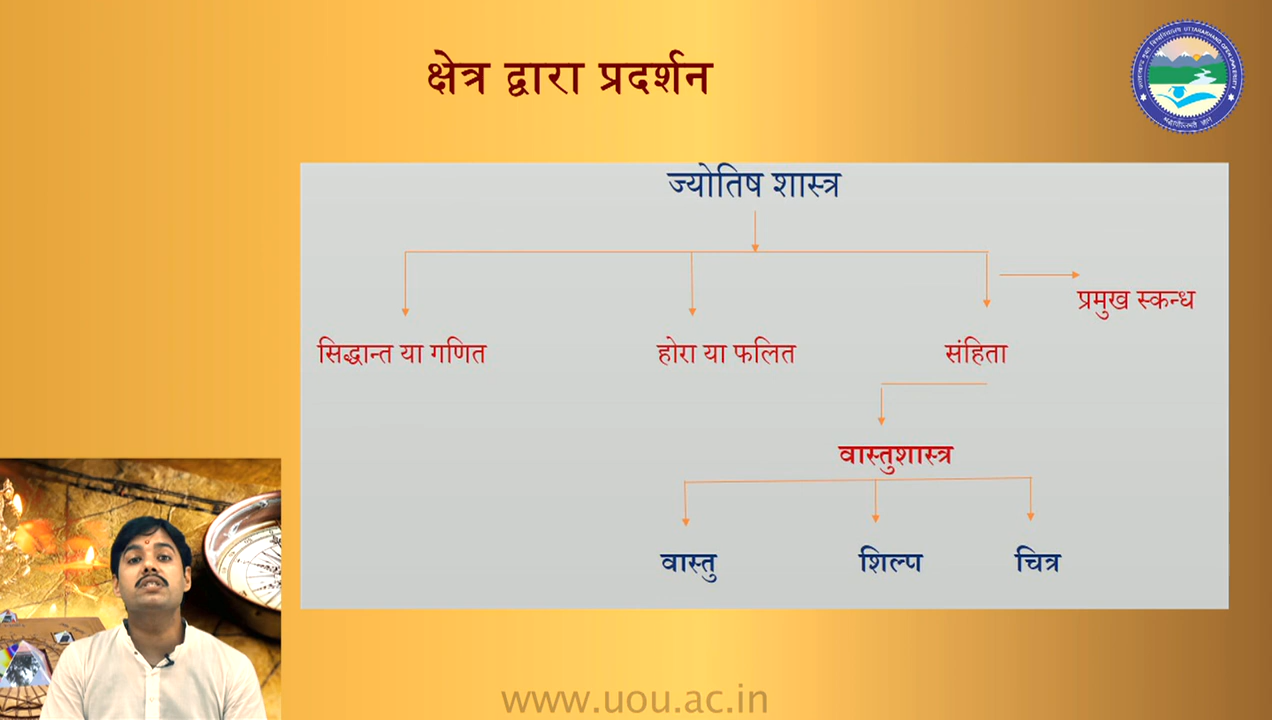 क्षेत्र द्वारा प्रदर्शन
ज्योतिष शास्त्र
प्रमुख स्कन्ध
सिद्धान्त या गणित
होरा या फलित
संहिता
वास्तुशास्त्र
वास्तु
शिल्प
चित्र
www.uou.ac.in